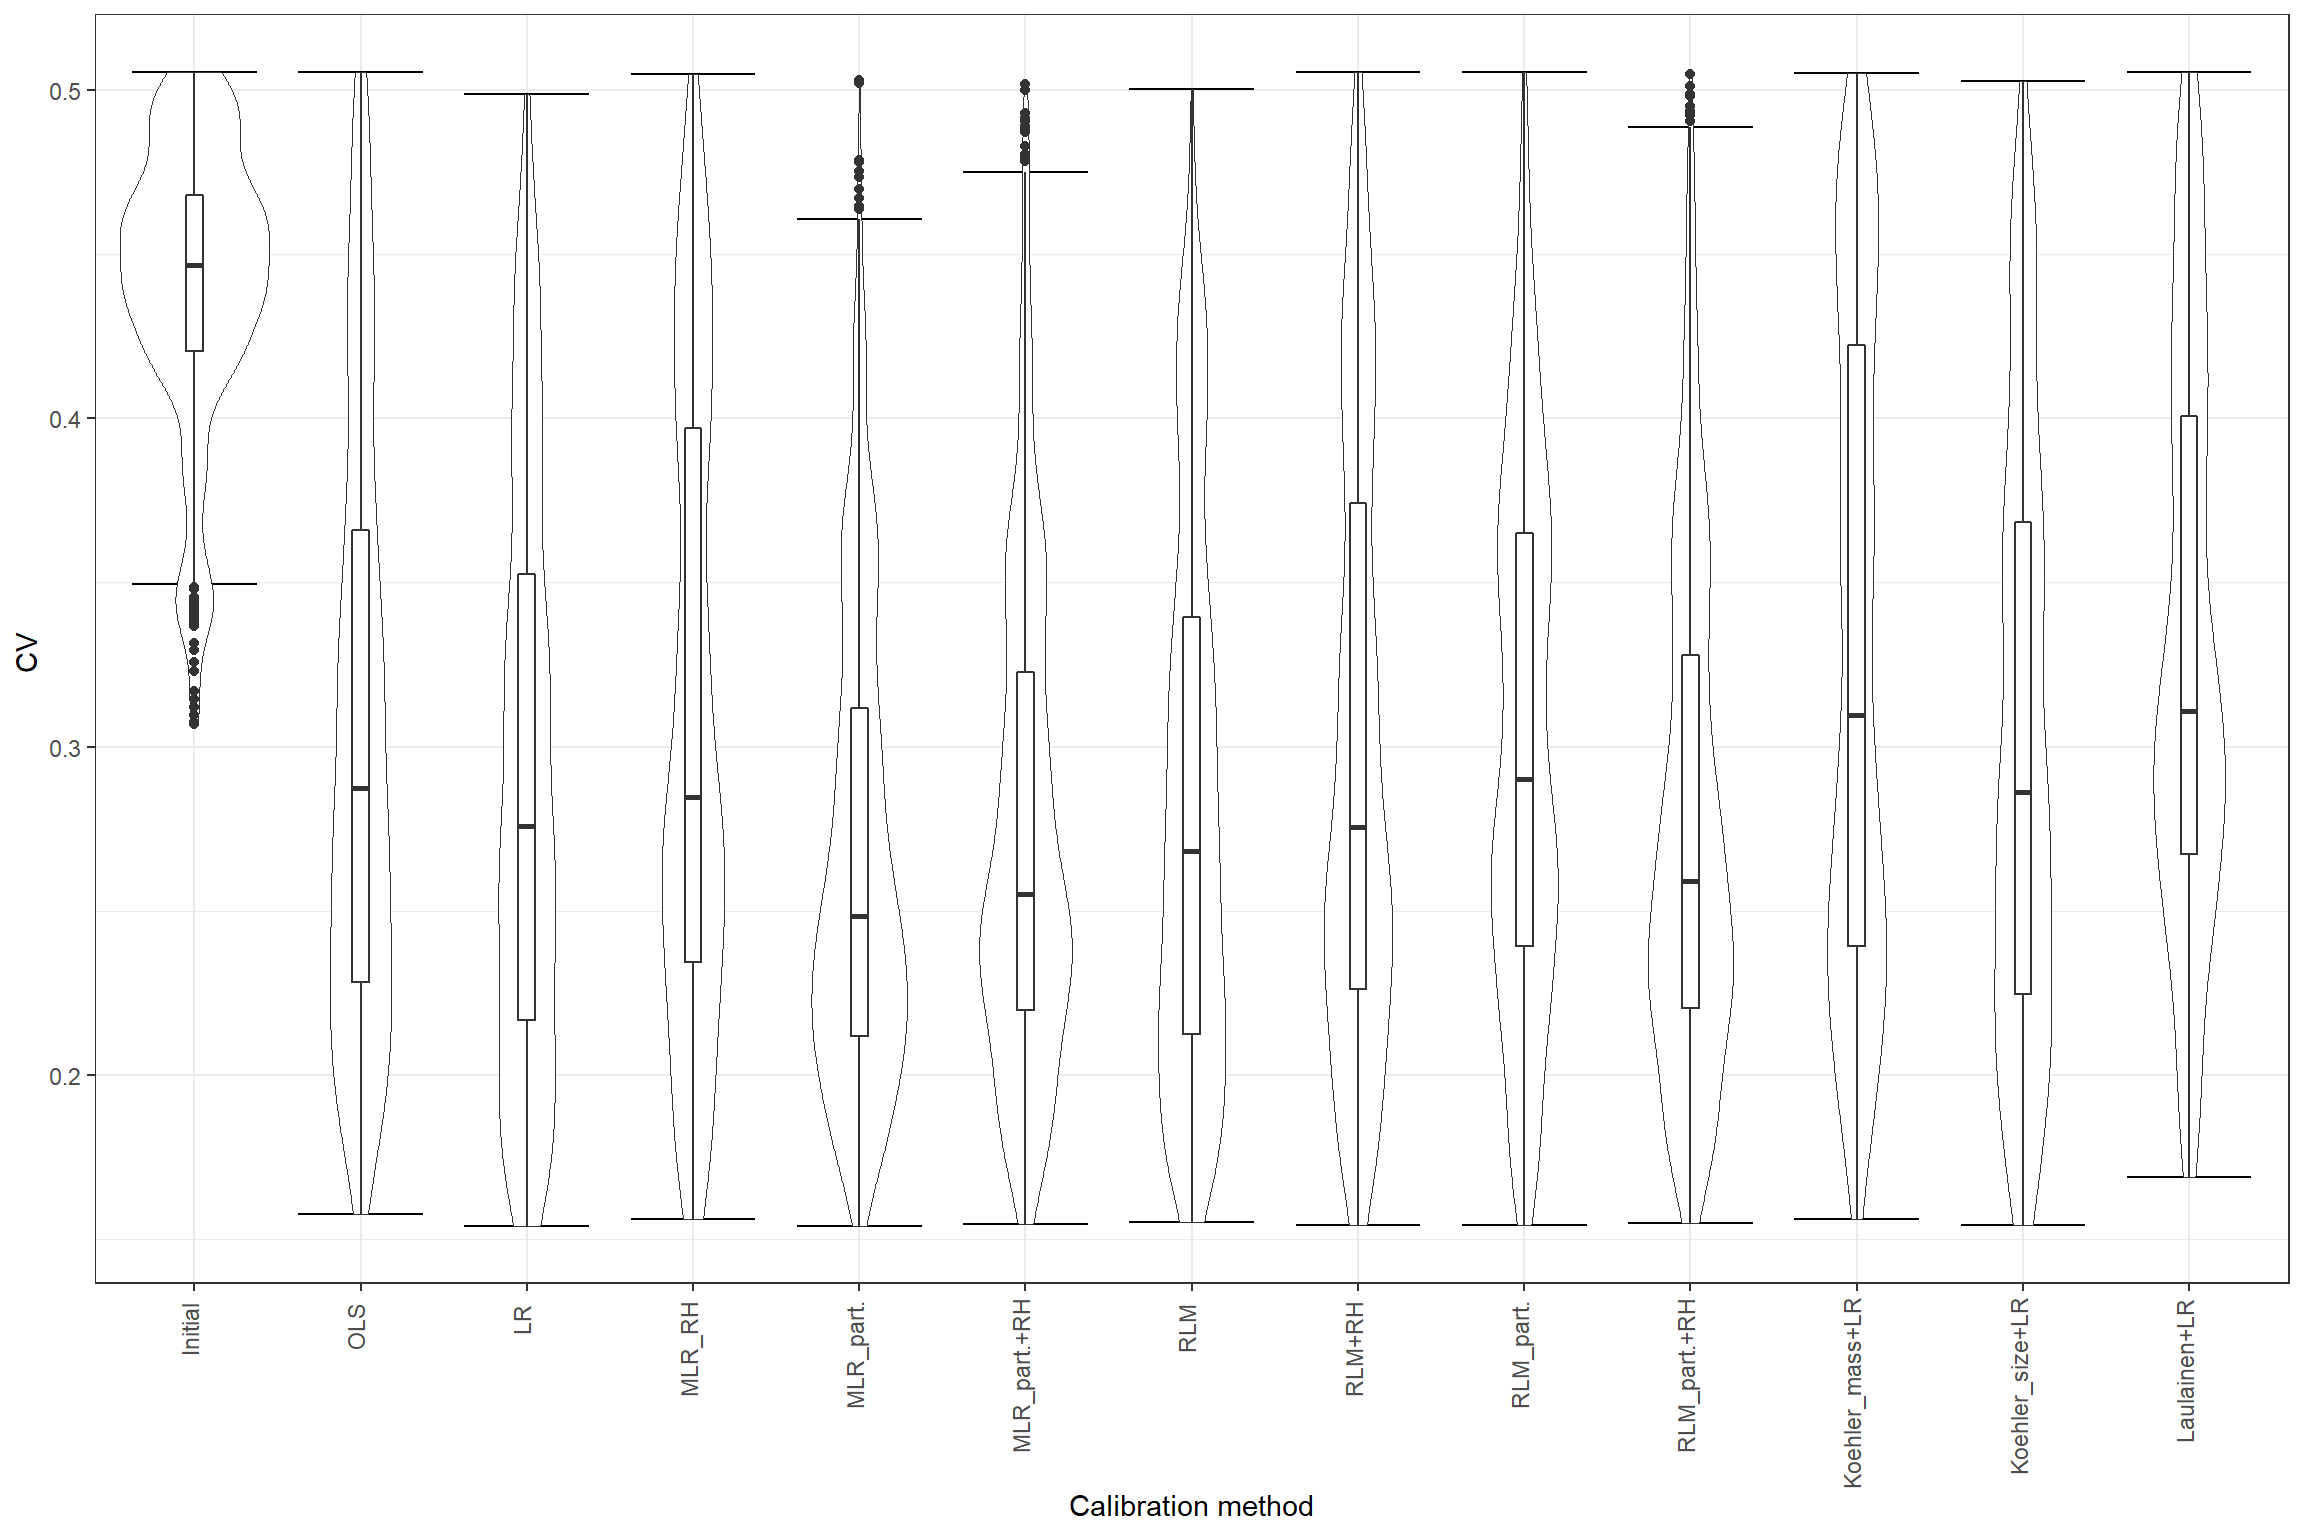 0.5
0.4
0.3
0.2
CV
Initial
OLS
LR
MLR_RH
MLR_part.
MLR_part.+RH
RLM
RLM+RH
RLM_part.
RLM_part.+RH
Koehler_mass+LR
Koehler_size+LR
Laulainen+LR
Calibration method